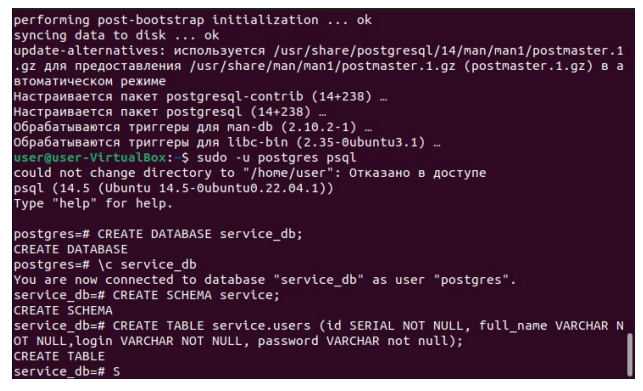 performing post-bootstrap initialization ... ok
syncing data to disk ... ok
update-alternatives: используется /usr/share/postgresql/14/man/man1/postmaster.1
.gz для предоставления /usr/share/man/man1/postmaster.1.gz (postmaster.1.gz) в а
втоматическом режиме
Настраивается пакет postgresql-contrib (14+238) …
Настраивается пакет postgresql (14+238) …
Обрабатываются триггеры для man-db (2.10.2-1) …
Обрабатываются триггеры для libc-bin (2.35-0ubuntu3.1) …
user@user-VirtualBox:~$ sudo -u postgres psql
could not change directory to "/home/user": Отказано в доступе
psql (14.5 (Ubuntu 14.5-0ubuntu0.22.04.1))
Type "help" for help.
postgres=# CREATE DATABASE service_db;
CREATE DATABASE
postgres=# \c service_db
You are now connected to database "service_db" as user "postgres".
service_db=# CREATE SCHEMA service;
CREATE SCHEMA
service_db=# CREATE TABLE service.users (id SERIAL NOT NULL, full_name VARCHAR N
OT NULL,login VARCHAR NOT NULL, password VARCHAR not null);
CREATE TABLE
service_db=# S